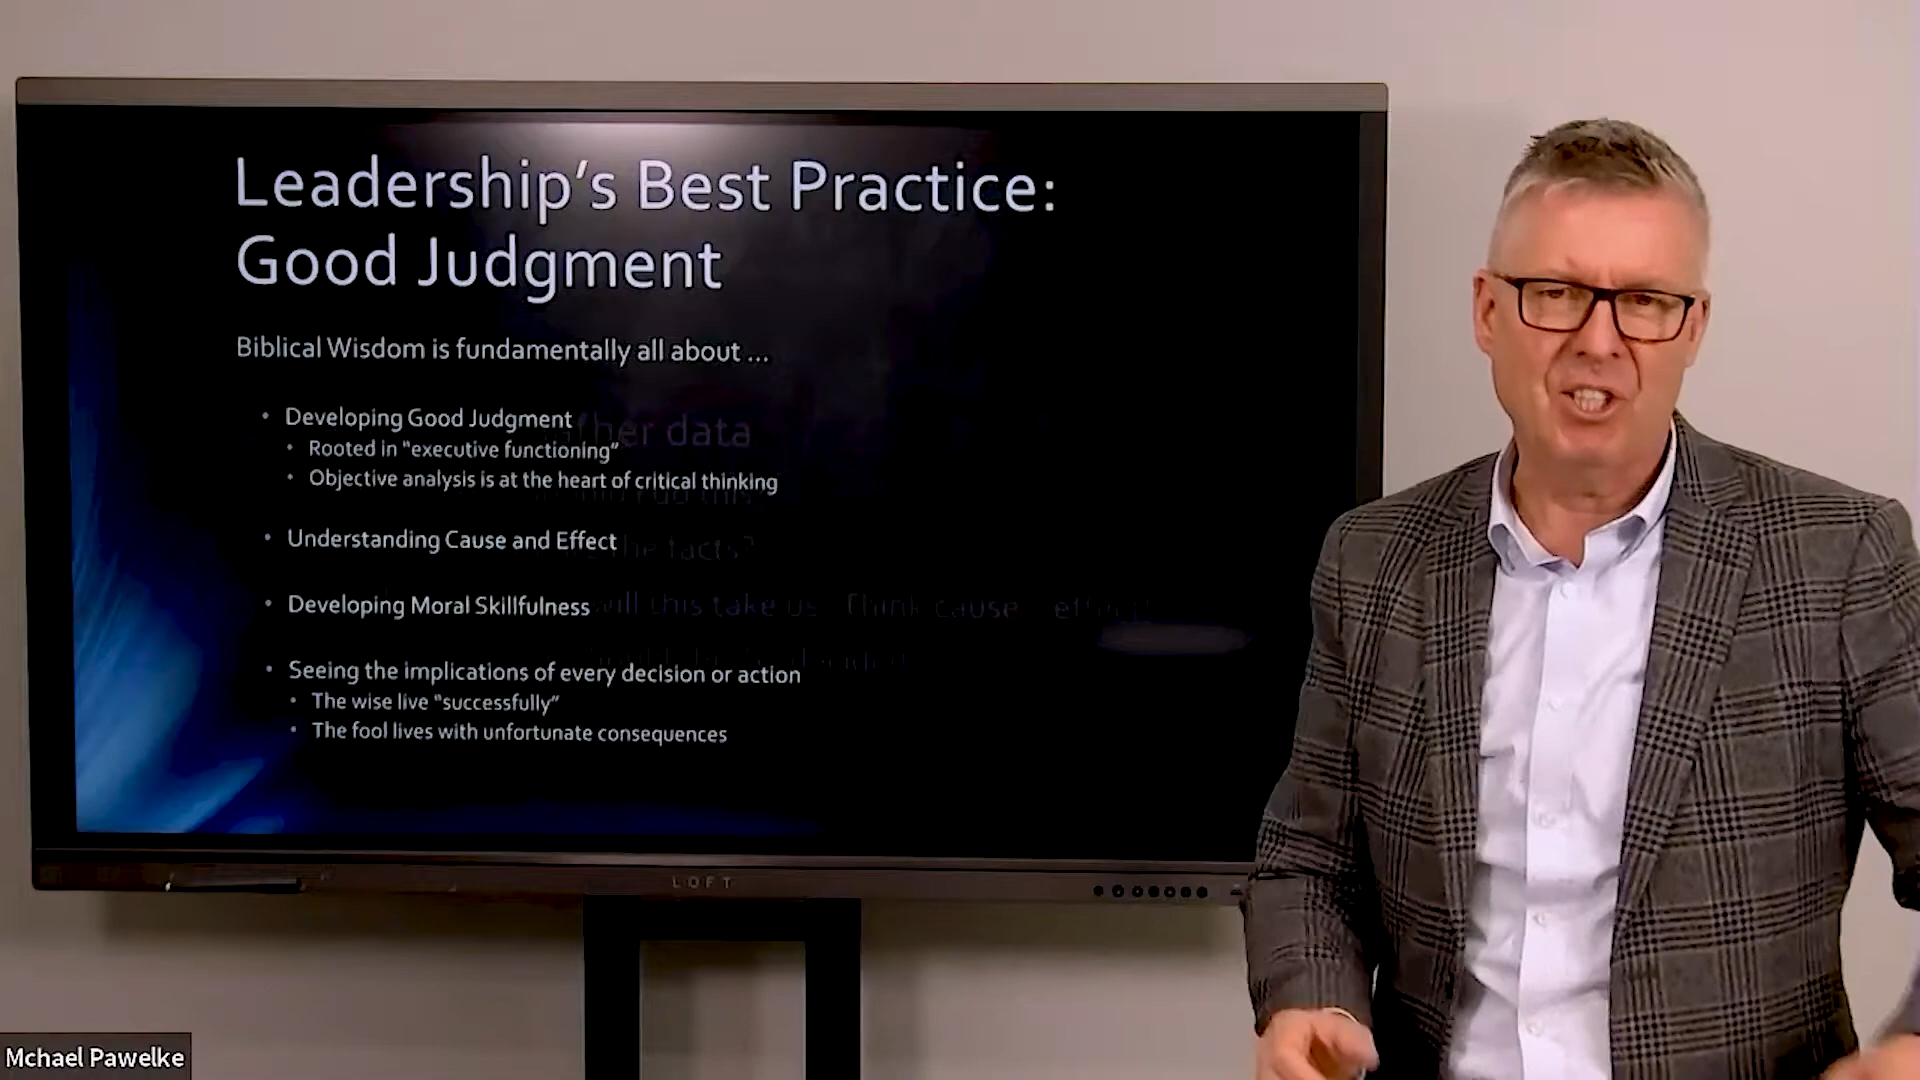 Leadership's Best Practice:
Good Judgment
Biblical Wisdom is fundamentally all about ...
• Developing Good Judgment
• Rooted in "executive functioning"
• Objective analysis is at the heart of critical thinking
• Understanding Cause and Effect
• Developing Moral Skillfulness
• Seeing the implications of every decision or action
• The wise live "successfully"
• The fool lives with unfortunate consequences
LOFT
Mchael Pawelke